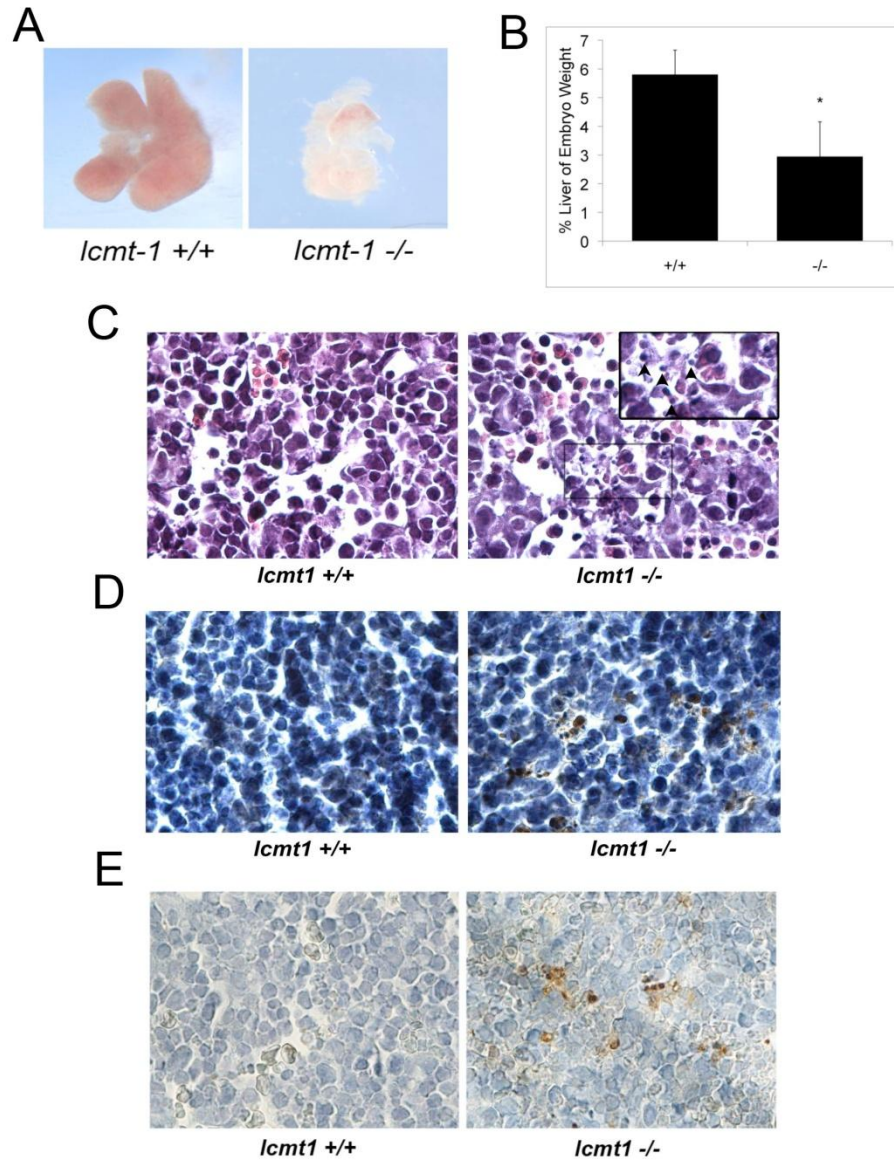 A
lcmt-1 +/+
lcmt-1 -/-
B
% Liver of Embryo Weight
7
6
5
4
3
2
1
0
*
+/+
-/-
C
lcmt1 +/+
lcmt1 -/-
D
lcmt1 +/+
lcmt1 -/-
E
lcmt1 +/+
lcmt1 -/-